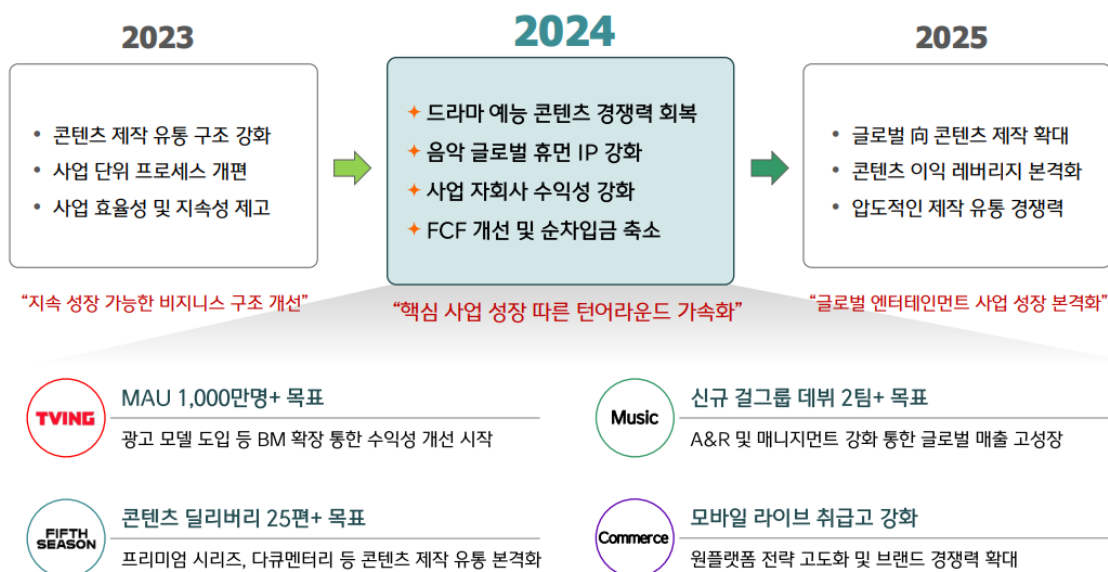 2023
• 콘텐츠 제작 유통 구조 강화
• 사업 단위 프로세스 개편
• 사업 효율성 및 지속성 제고
“지속 성장 가능한 비지니스 구조 개선”
2024
✦ 드라마 예능 콘텐츠 경쟁력 회복
✦ 음악 글로벌 휴먼 IP 강화
✦ 사업 자회사 수익성 강화
✦ FCF 개선 및 순차입금 축소
“핵심 사업 성장 따른 턴어라운드 가속화”
2025
• 글로벌 向 콘텐츠 제작 확대
• 콘텐츠 이익 레버리지 본격화
• 압도적인 제작 유통 경쟁력
“글로벌 엔터테인먼트 사업 성장 본격화”
TVING
MAU 1,000만명+ 목표
광고 모델 도입 등 BM 확장 통한 수익성 개선 시작
Music
신규 걸그룹 데뷔 2팀+ 목표
A&R 및 매니지먼트 강화 통한 글로벌 매출 고성장
FIFTH
SEASON
콘텐츠 딜리버리 25편+ 목표
프리미엄 시리즈, 다큐멘터리 등 콘텐츠 제작 유통 본격화
Commerce
모바일 라이브 취급고 강화
원플랫폼 전략 고도화 및 브랜드 경쟁력 확대